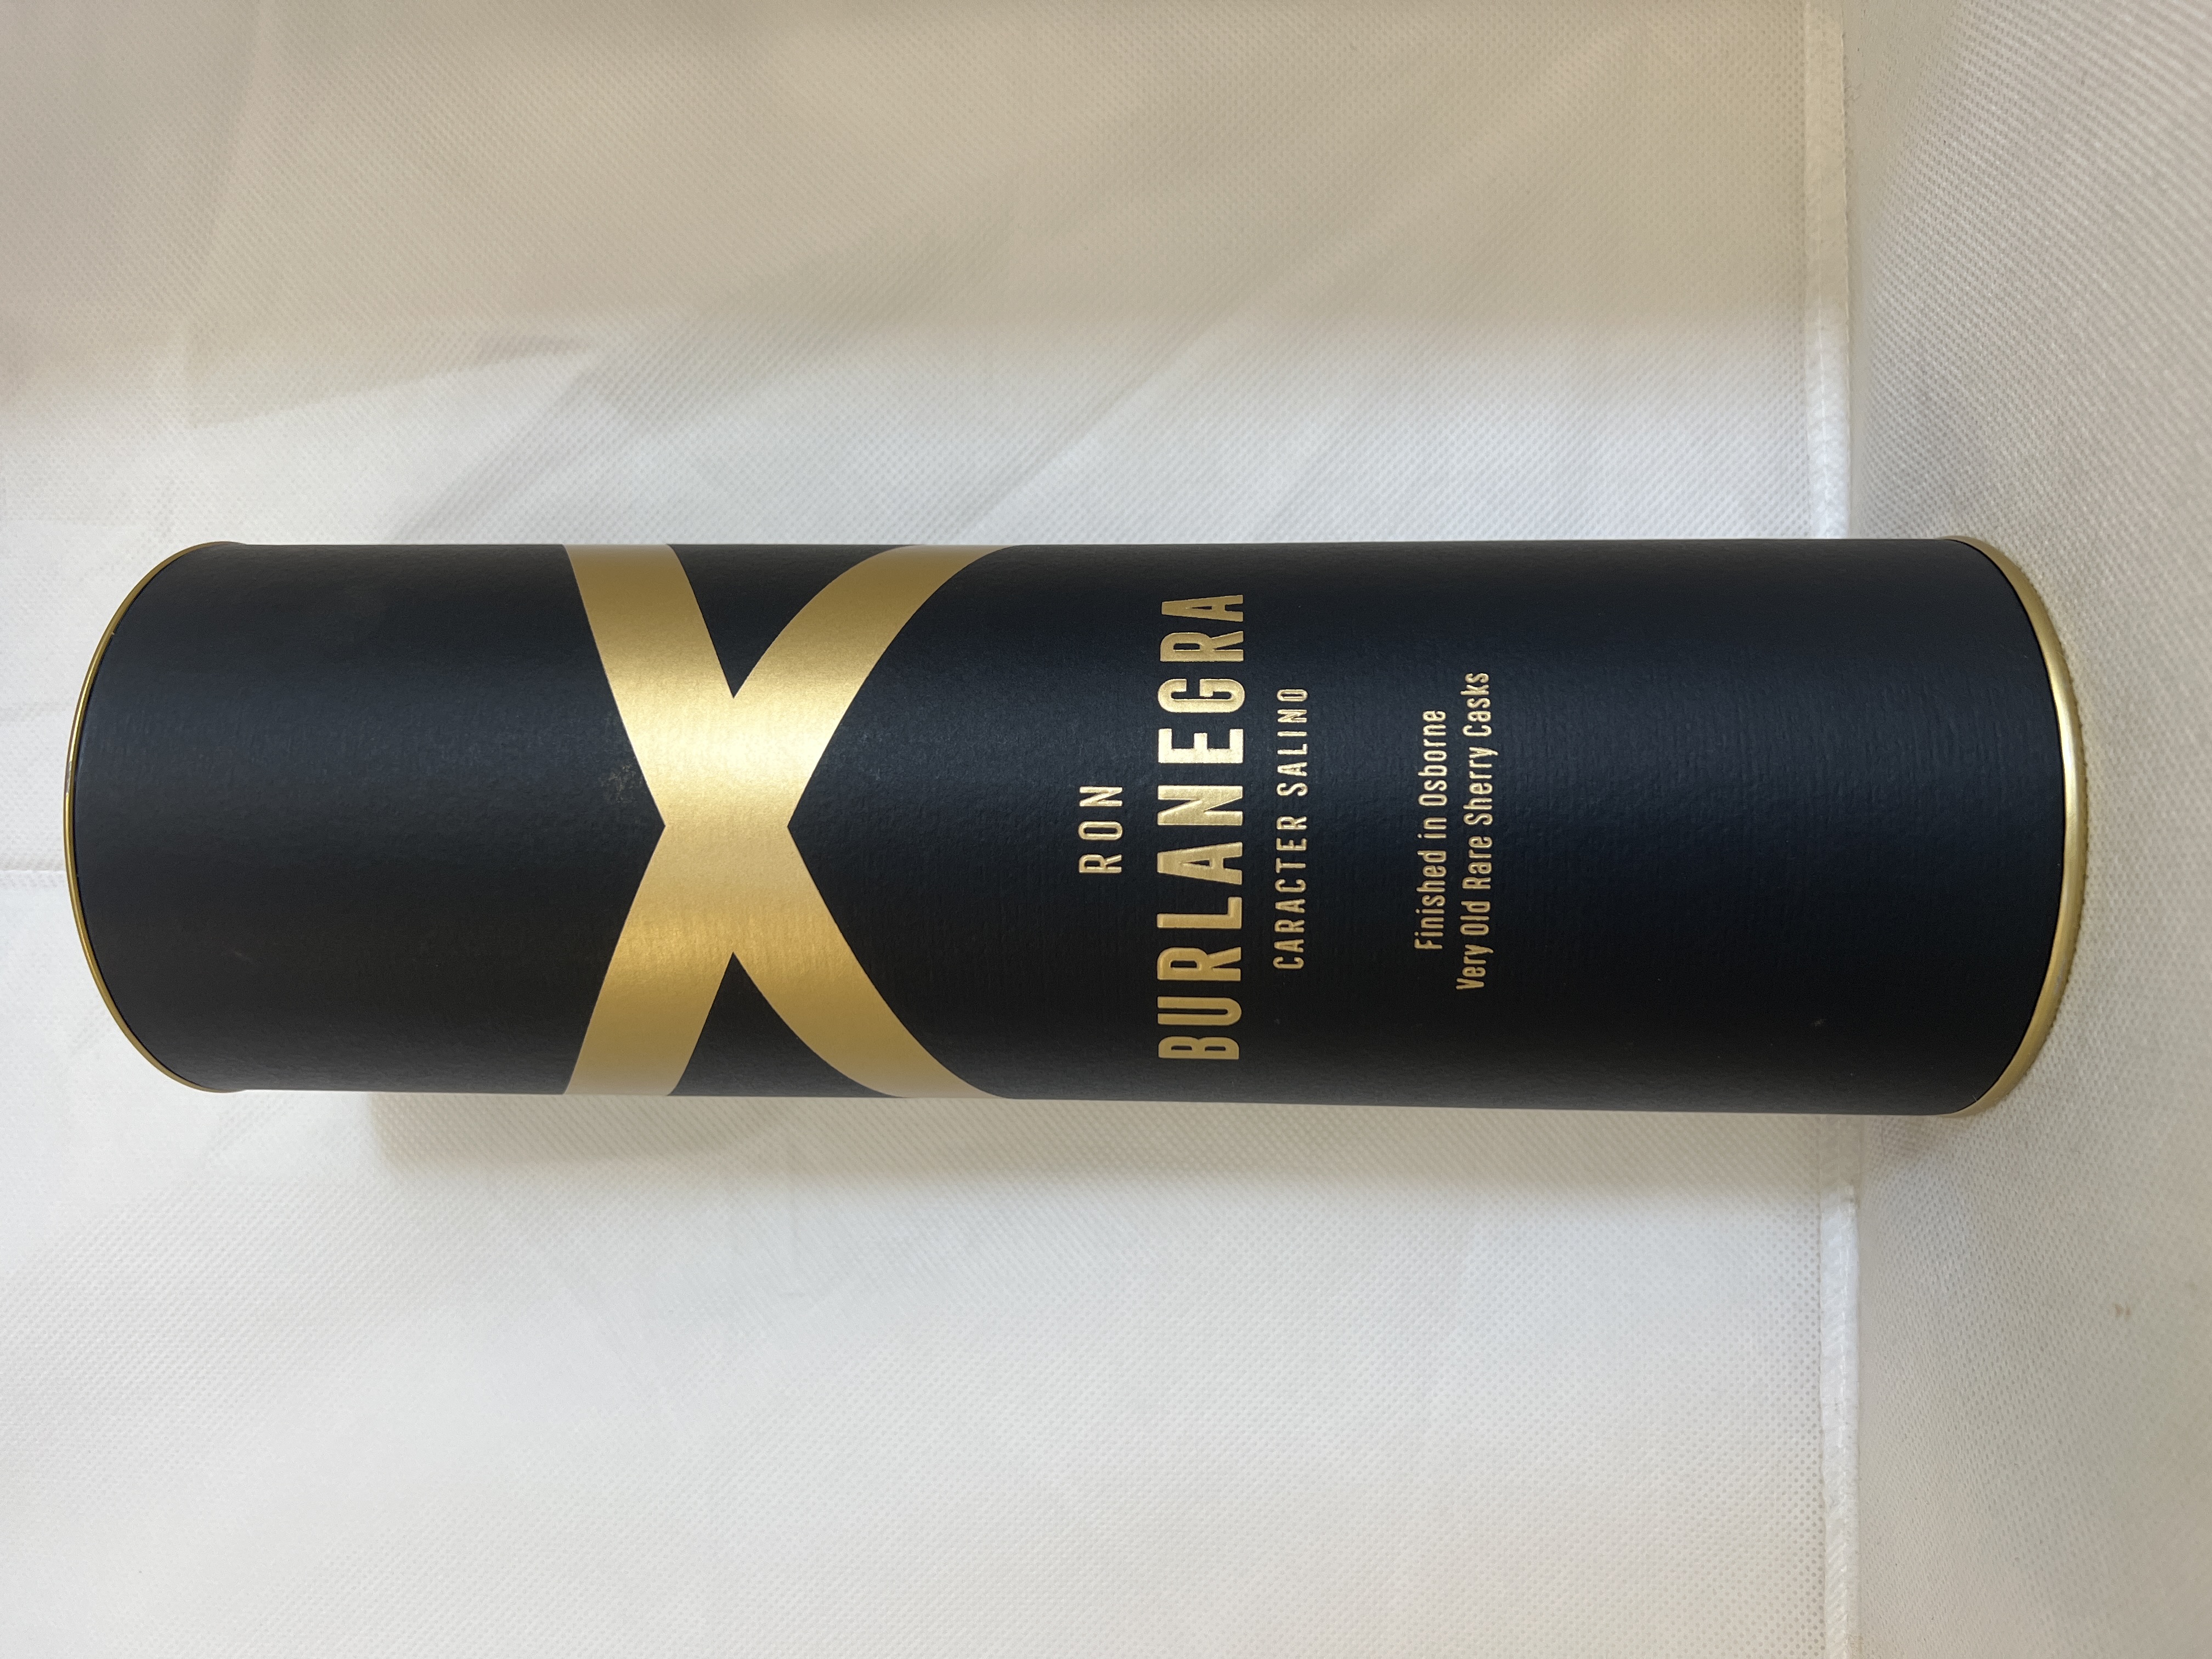 RON
BURLANEGRA
CARACTER SALINO
Finished in Osborne
Very Old Rare Sherry Casks